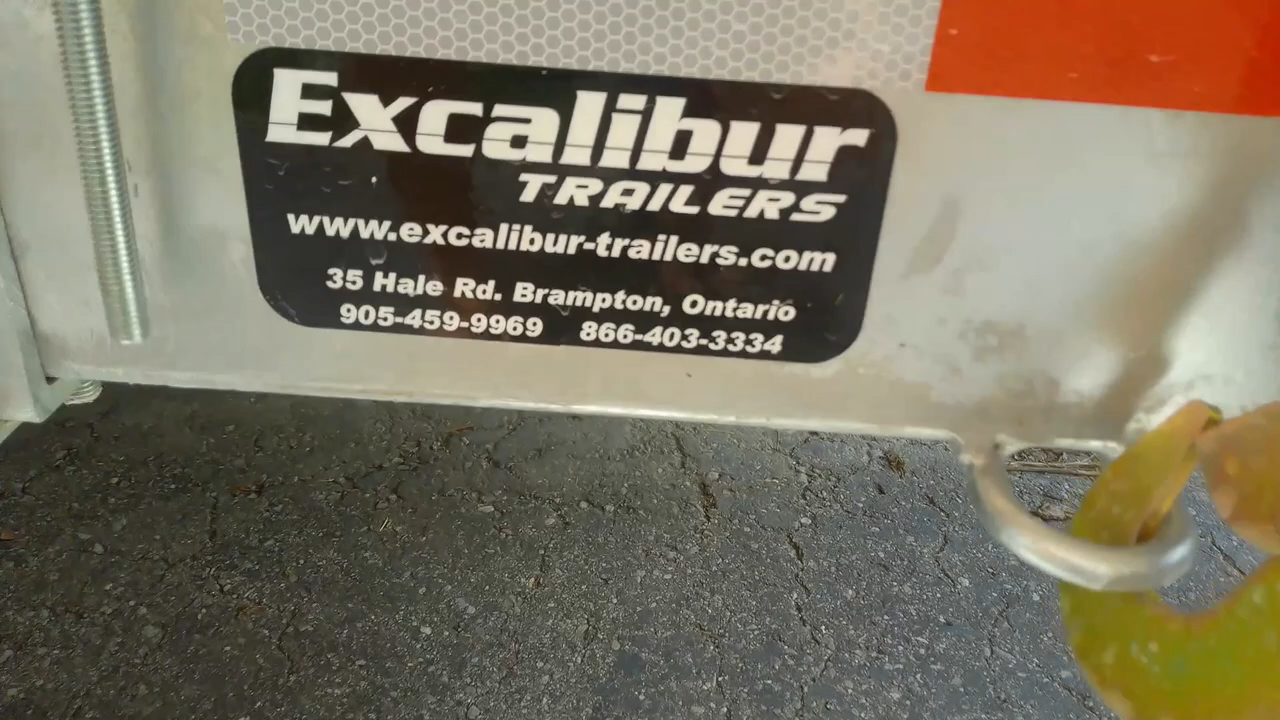 Excalibur
TRAILERS
www.excalibur-trailers.com
35 Hale Rd. Brampton, Ontario
905-459-9969 866-403-3334